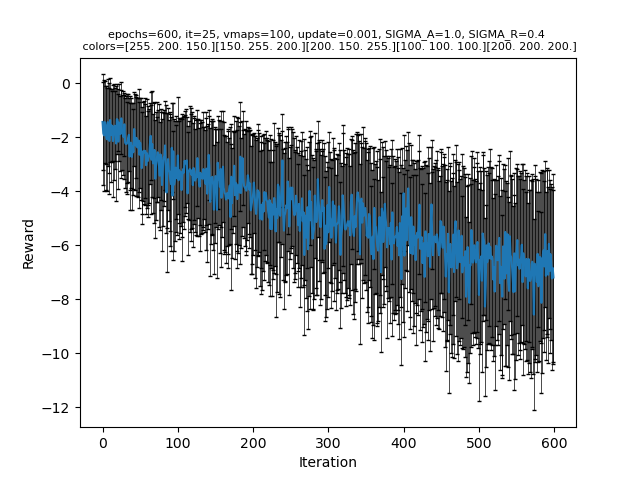 epochs=600, it=25, vmaps=100, update=0.001, SIGMA_A=1.0, SIGMA_R=0.4
colors=[255. 200. 150.][150. 255. 200.][200. 150. 255.][100. 100. 100.][200. 200. 200.]
0
−2
−4
−6
−8
−10
−12
Reward
0 100 200 300 400 500 600
Iteration